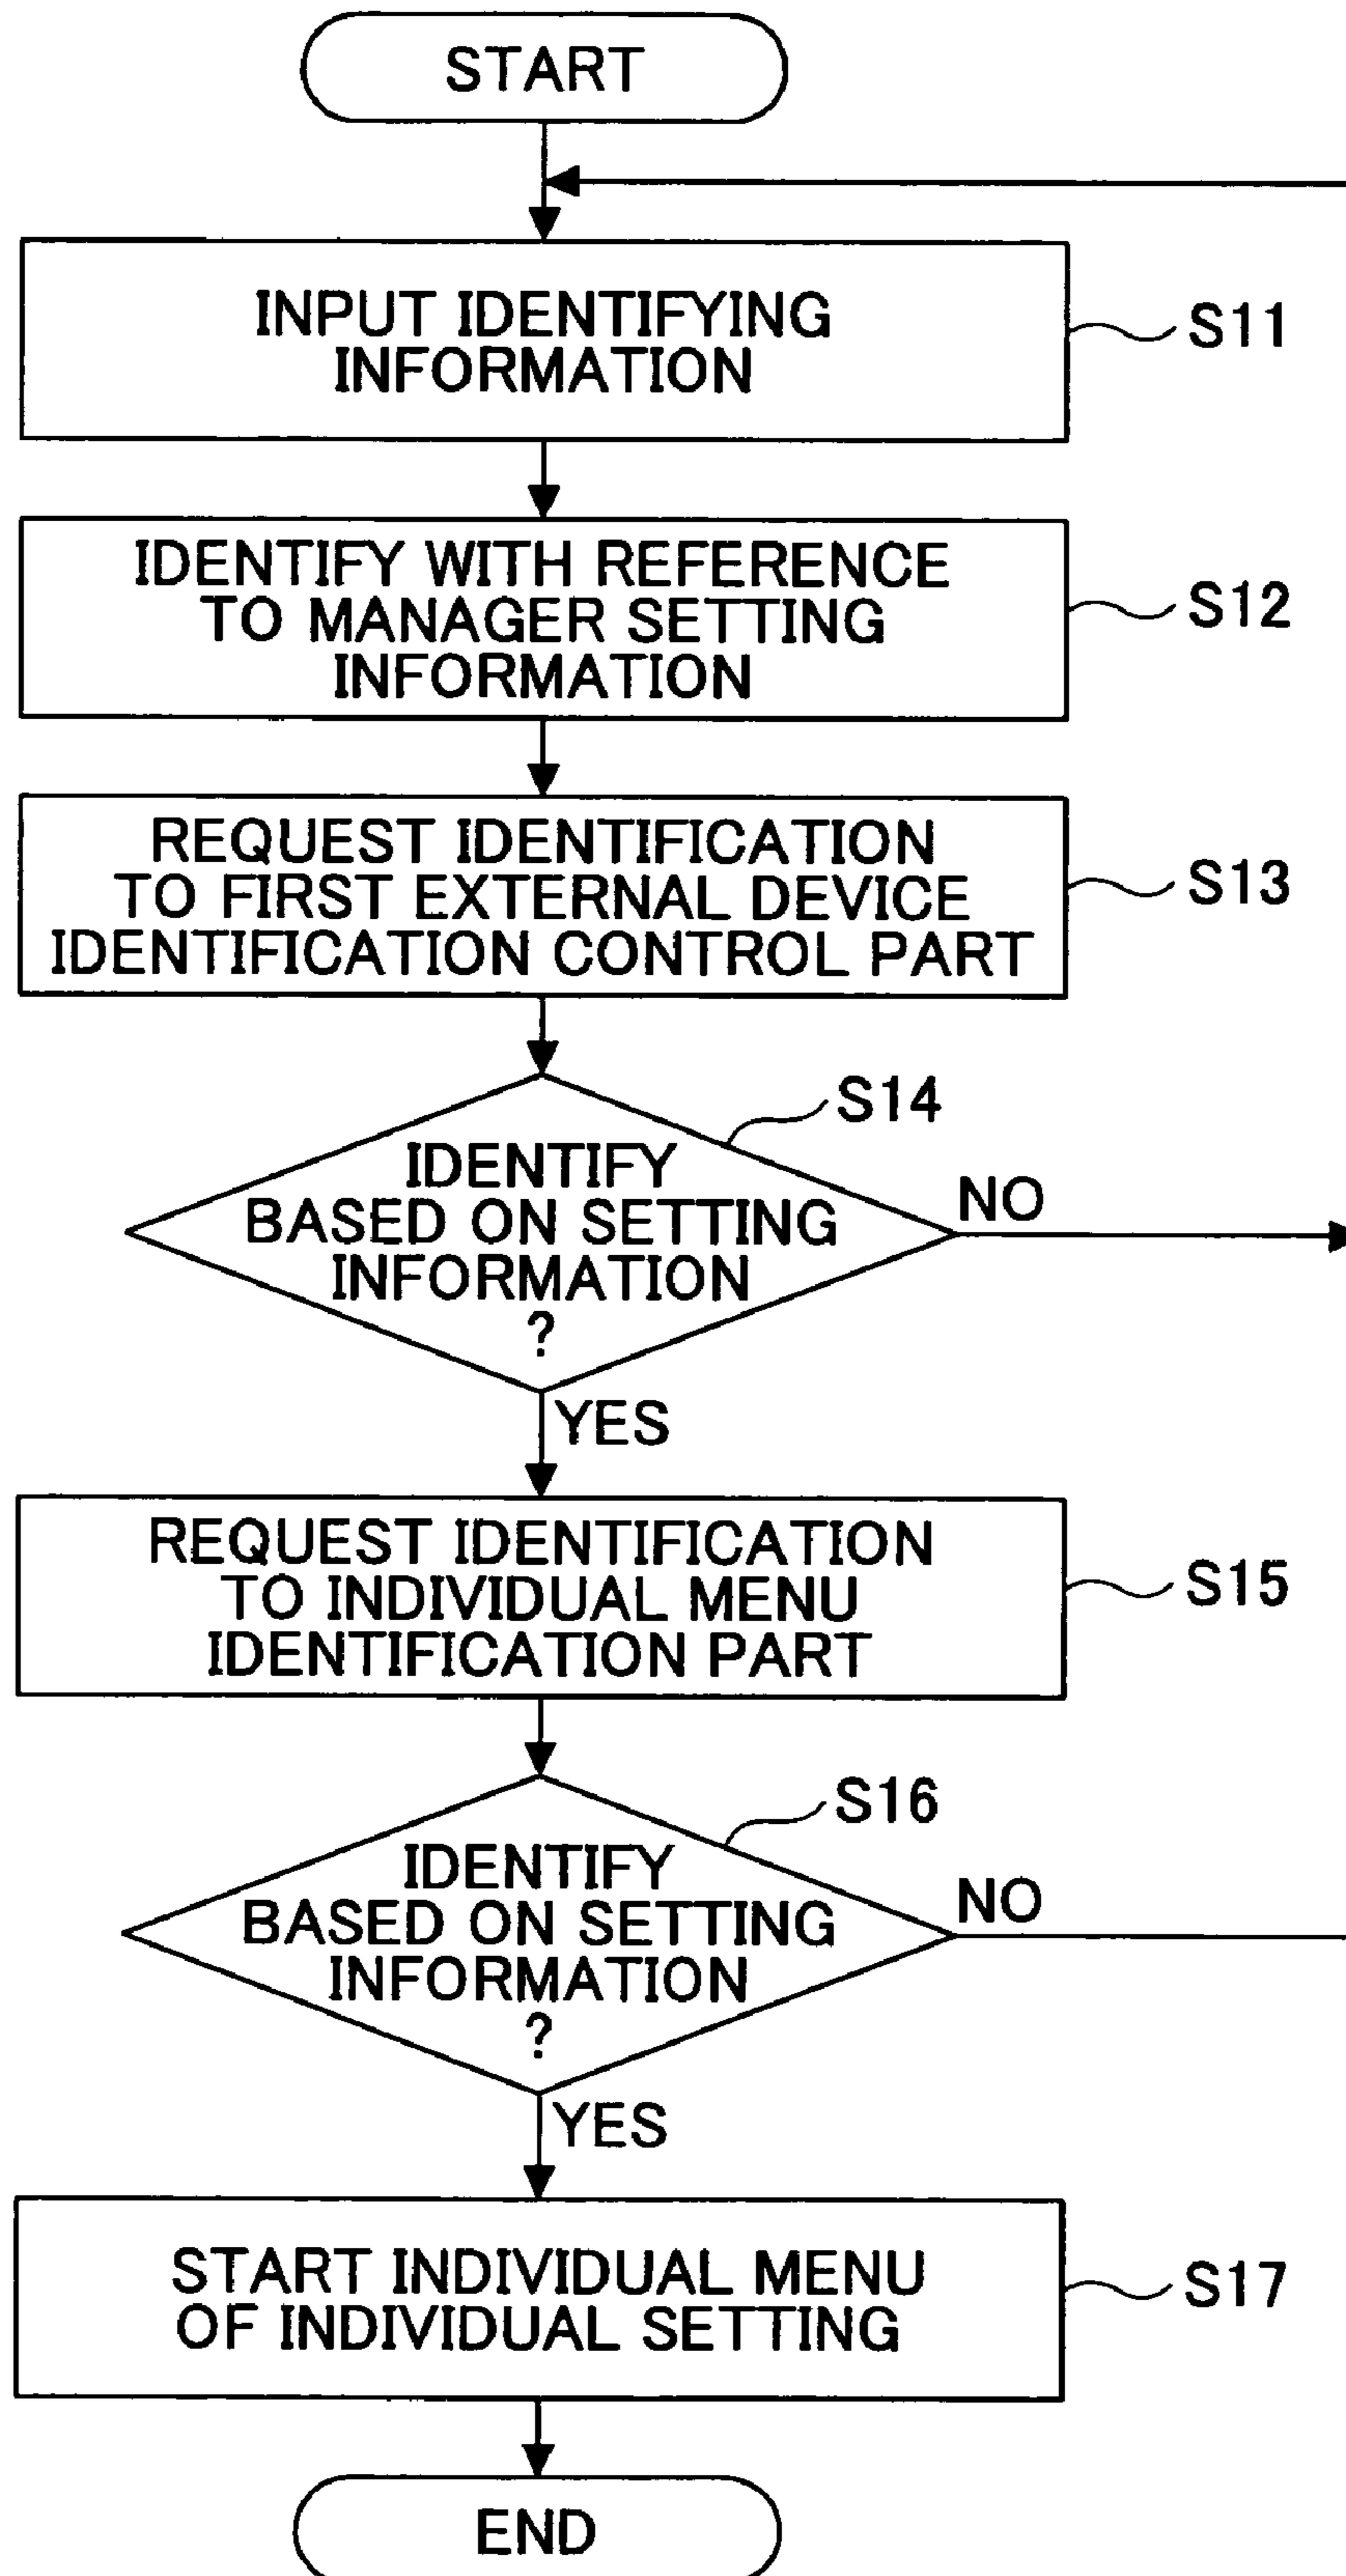 START
INPUT IDENTIFYING
INFORMATION
S11
IDENTIFY WITH REFERENCE
TO MANAGER SETTING
INFORMATION
S12
REQUEST IDENTIFICATION
TO FIRST EXTERNAL DEVICE
IDENTIFICATION CONTROL PART
S13
S14
IDENTIFY
BASED ON SETTING
INFORMATION
?
NO
YES
REQUEST IDENTIFICATION
TO INDIVIDUAL MENU
IDENTIFICATION PART
S15
S16
IDENTIFY
BASED ON SETTING
INFORMATION
?
NO
YES
START INDIVIDUAL MENU
OF INDIVIDUAL SETTING
S17
END